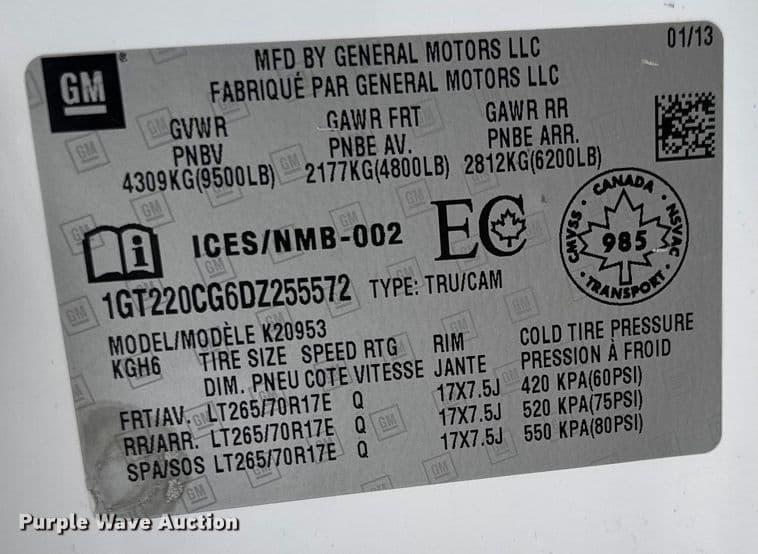 GM
MFD BY GENERAL MOTORS LLC
FABRIQUÉ PAR GENERAL MOTORS LLC
01/13
GVWR GAWR FRT GAWR RR
PNBV PNBE AV. PNBE ARR.
4309KG(9500LB) 2177KG(4800LB) 2812KG(6200LB)
i ICES/NMB-002 EC
CANADA
CMVSS 985 NSVAC
TRANSPORT
1GT220CG6DZ255572 TYPE: TRU/CAM
MODEL/MODÈLE K20953
KGH6 TIRE SIZE SPEED RTG RIM COLD TIRE PRESSURE
DIM. PNEU COTE VITESSE JANTE PRESSION À FROID
FRT/AV. LT265/70R17E Q 17X7.5J 420 KPA(60PSI)
RR/ARR. LT265/70R17E Q 17X7.5J 520 KPA(75PSI)
SPA/SOS LT265/70R17E Q 17X7.5J 550 KPA(80PSI)
Purple Wave Auction